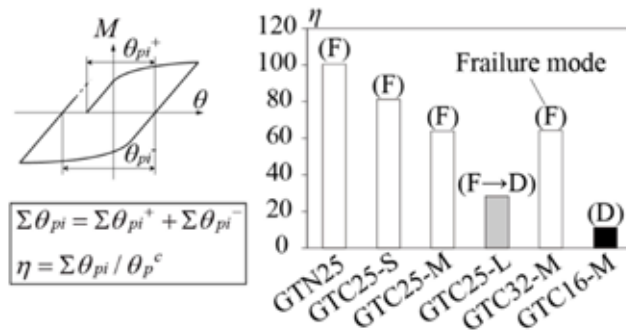 M
θpi+
θ
θpi-
Σθpi = Σθpi+ + Σθpi-
η = Σθpi / θpc
η
120
100
80
60
40
20
0
(F)
(F)
(F)
(F→D)
(F)
(D)
Frailure mode
GTN25
GTC25-S
GTC25-M
GTC25-L
GTC32-M
GTC16-M